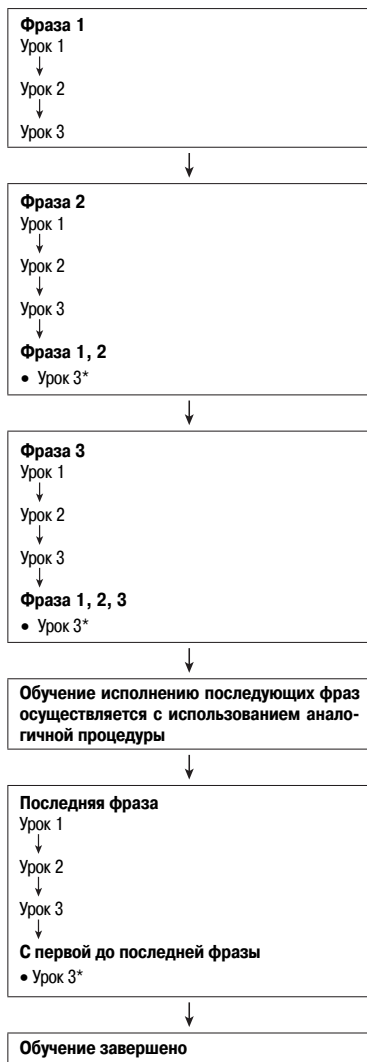 Фраза 1
Урок 1
Урок 2
Урок 3
Фраза 2
Урок 1
Урок 2
Урок 3
Фраза 1, 2
• Урок 3*
Фраза 3
Урок 1
Урок 2
Урок 3
Фраза 1, 2, 3
• Урок 3*
Обучение исполнению последующих фраз
осуществляется с использованием анало-
гичной процедуры
Последняя фраза
Урок 1
Урок 2
Урок 3
С первой до последней фразы
• Урок 3*
Обучение завершено